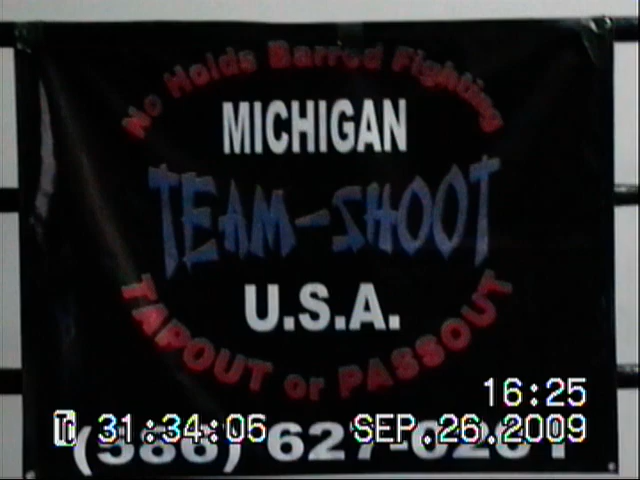 No Holds Barred Fighting
MICHIGAN
TEAM-SHOOT
U.S.A.
TAPOUT or PASSOUT
16:25
TC 31:34:06 SEP.26.2009
(586)